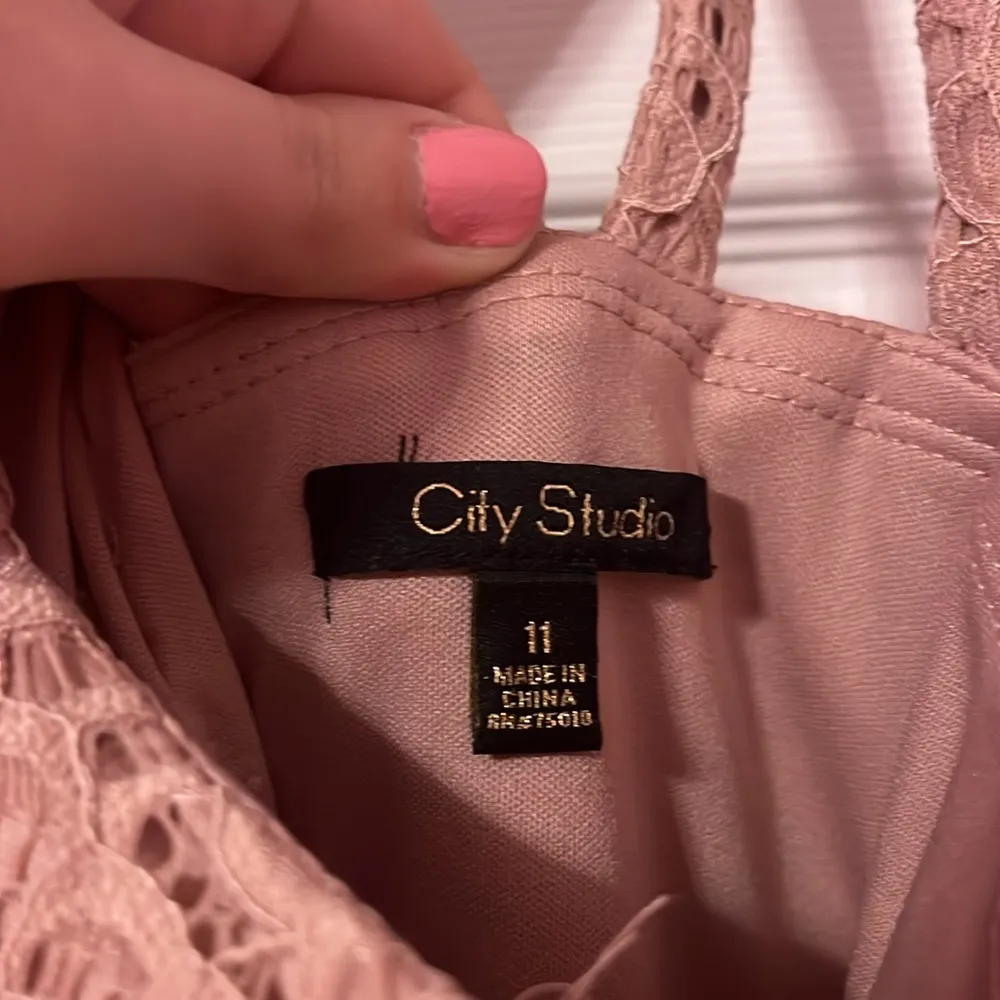 City Studio
11
MADE IN
CHINA
RN#75018